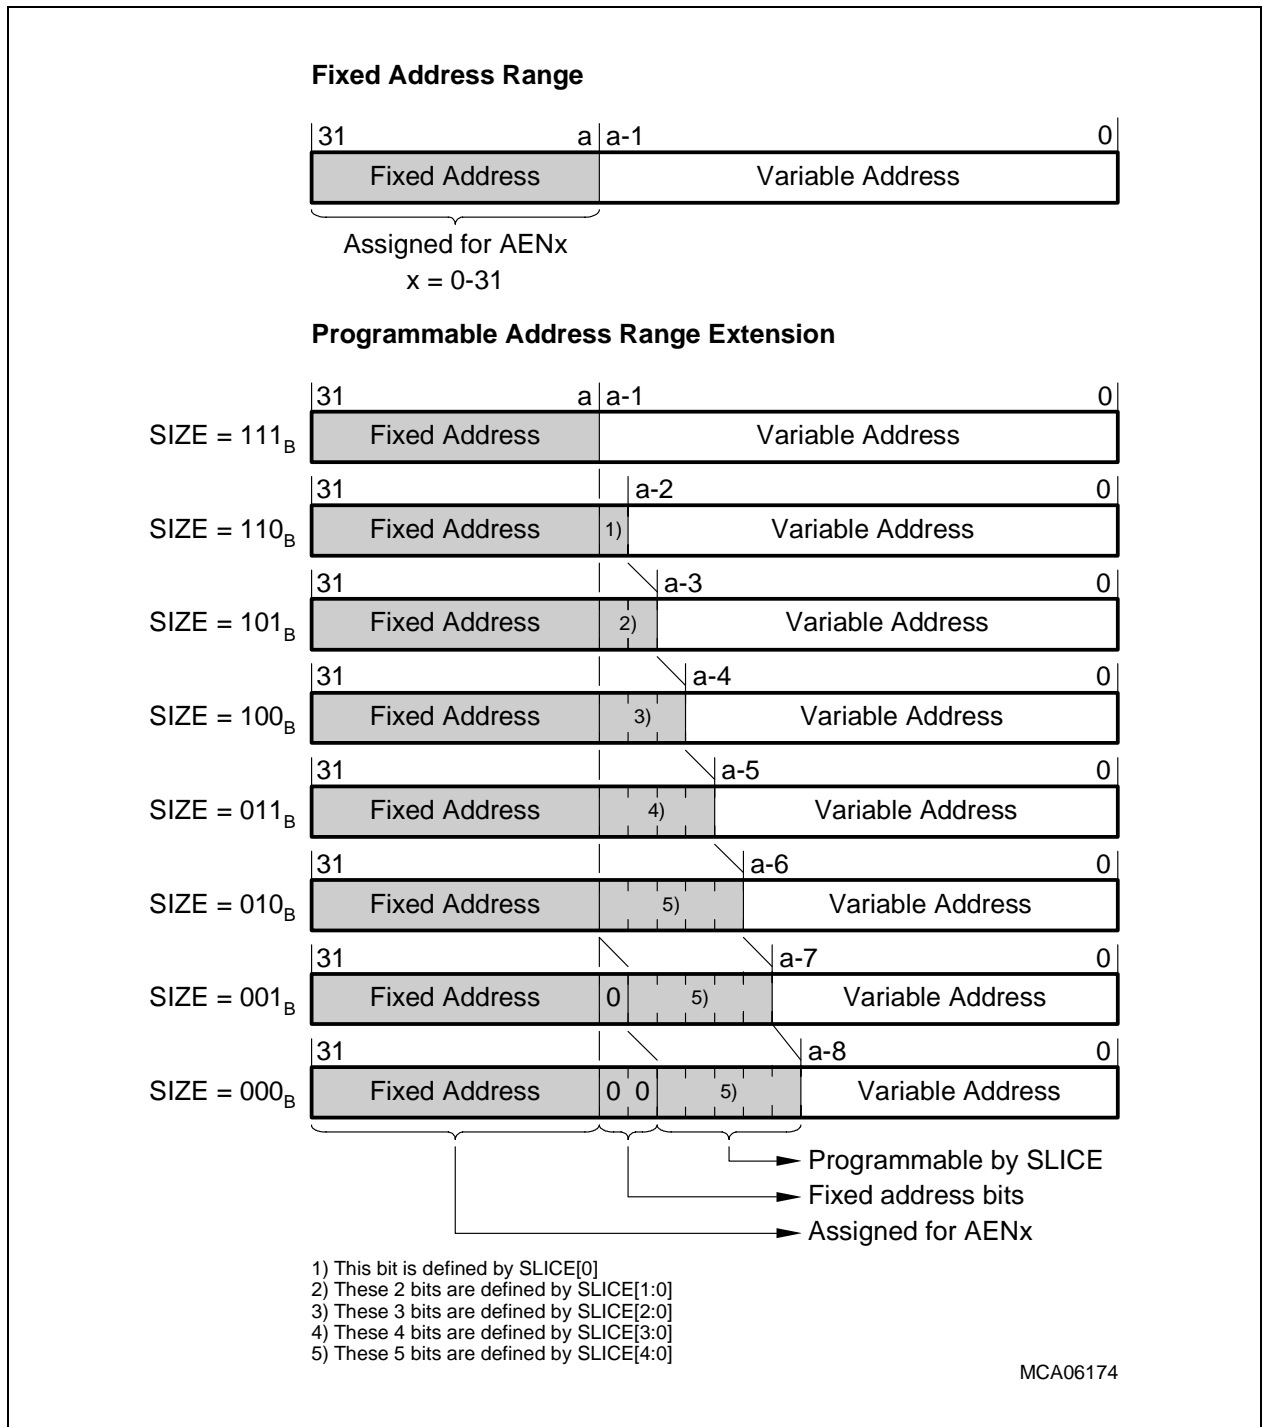 Fixed Address Range
31 a a-1 0
Fixed Address Variable Address
Assigned for AENx
x = 0-31
Programmable Address Range Extension
31 a a-1 0
SIZE = 111B Fixed Address Variable Address
31 a-2 0
SIZE = 110B Fixed Address 1) Variable Address
31 a-3 0
SIZE = 101B Fixed Address 2) Variable Address
31 a-4 0
SIZE = 100B Fixed Address 3) Variable Address
31 a-5 0
SIZE = 011B Fixed Address 4) Variable Address
31 a-6 0
SIZE = 010B Fixed Address 5) Variable Address
31 a-7 0
SIZE = 001B Fixed Address 0 5) Variable Address
31 a-8 0
SIZE = 000B Fixed Address 0 0 5) Variable Address
Programmable by SLICE
Fixed address bits
Assigned for AENx
1) This bit is defined by SLICE[0]
2) These 2 bits are defined by SLICE[1:0]
3) These 3 bits are defined by SLICE[2:0]
4) These 4 bits are defined by SLICE[3:0]
5) These 5 bits are defined by SLICE[4:0]
MCA06174